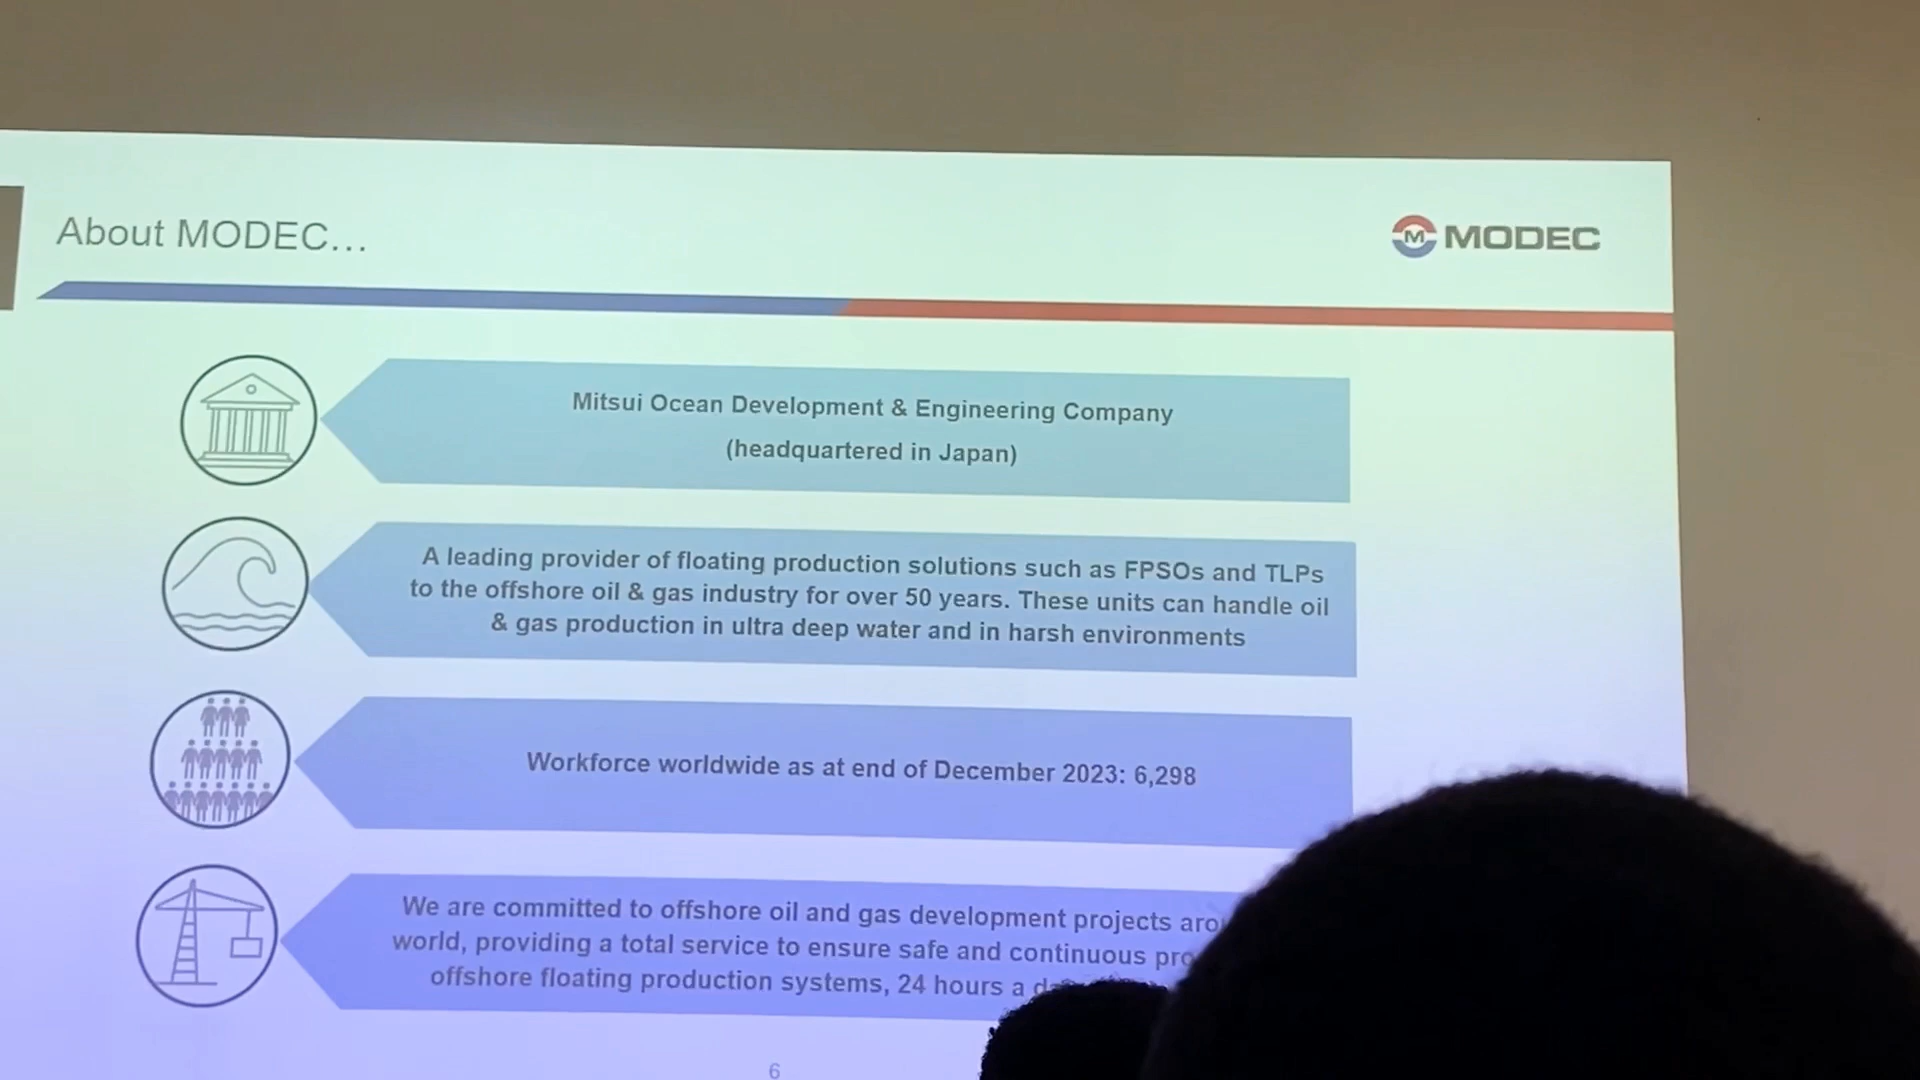 About MODEC...
M MODEC
Mitsui Ocean Development & Engineering Company
(headquartered in Japan)
A leading provider of floating production solutions such as FPSOs and TLPs
to the offshore oil & gas industry for over 50 years. These units can handle oil
& gas production in ultra deep water and in harsh environments
Workforce worldwide as at end of December 2023: 6,298
We are committed to offshore oil and gas development projects
world, providing a total service to ensure safe and continuous
offshore floating production systems, 24 hours a
6